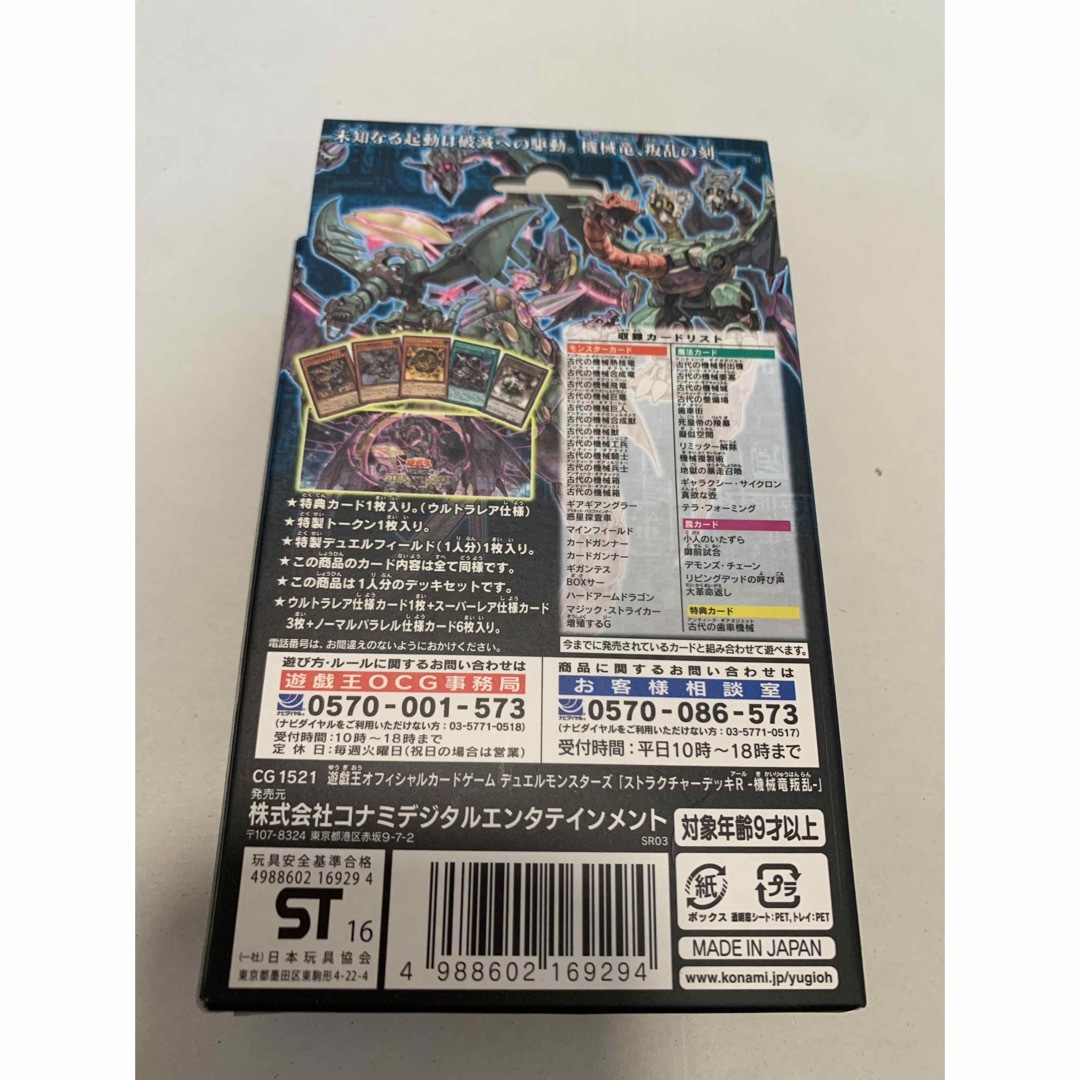 未知なる起動は破滅への駆動。機械竜、叛乱の刻
収録カードリスト
モンスターカード
古代の機械熱核竜
古代の機械合成竜
古代の機械飛竜
古代の機械巨竜
古代の機械巨人
古代の機械合成獣
古代の機械獣
古代の機械工兵
古代の機械騎士
古代の機械兵士
古代の機械箱
古代の機械箱
ギアギアングラー
惑星探査車
マインフィールド
カードガンナー
カードガンナー
ギガンテス
BOXサー
ハードアームドラゴン
マジック・ストライカー
増殖するG
魔法カード
古代の機械射出機
古代の機械要塞
古代の機械城
古代の整備場
歯車街
死皇帝の陵墓
擬似空間
リミッター解除
機械複製術
地獄の暴走召喚
ギャラクシー・サイクロン
貪欲な壺
テラ・フォーミング
罠カード
小人のいたずら
御前試合
デモンズ・チェーン
リビングデッドの呼び声
大革命返し
特典カード
古代の歯車機械
★特典カード1枚入り。(ウルトラレア仕様)
★特製トークン1枚入り。
★特製デュエルフィールド(1人分)1枚入り。
★この商品のカード内容は全て同様です。
★この商品は1人分のデッキセットです。
★ウルトラレア仕様カード1枚+スーパーレア仕様カード
3枚+ノーマルパラレル仕様カード6枚入り。
電話番号は、お間違えのないようにおかけください。
今までに発売されているカードと組み合わせて遊べます。
遊び方・ルールに関するお問い合わせは
遊戯王OCG事務局
ナビダイヤル 0570-001-573
(ナビダイヤルをご利用いただけない方:03-5771-0518)
受付時間:10時~18時まで
定 休 日:毎週火曜日(祝日の場合は営業)
商品に関するお問い合わせは
お客様相談室
ナビダイヤル 0570-086-573
(ナビダイヤルをご利用いただけない方:03-5771-0517)
受付時間:平日10時~18時まで
CG1521 遊戯王オフィシャルカードゲーム デュエルモンスターズ「ストラクチャーデッキR -機械竜叛乱-」
発売元
株式会社コナミデジタルエンタテインメント
〒107-8324 東京都港区赤坂9-7-2
SR03
対象年齢9才以上
玩具安全基準合格
4988602 16929 4
ST 16
(一社)日本玩具協会
東京都墨田区東駒形4-22-4
4 988602 169294
紙
ボックス
プラ
透明窓シート:PET,トレイ:PET
MADE IN JAPAN
www.konami.jp/yugioh